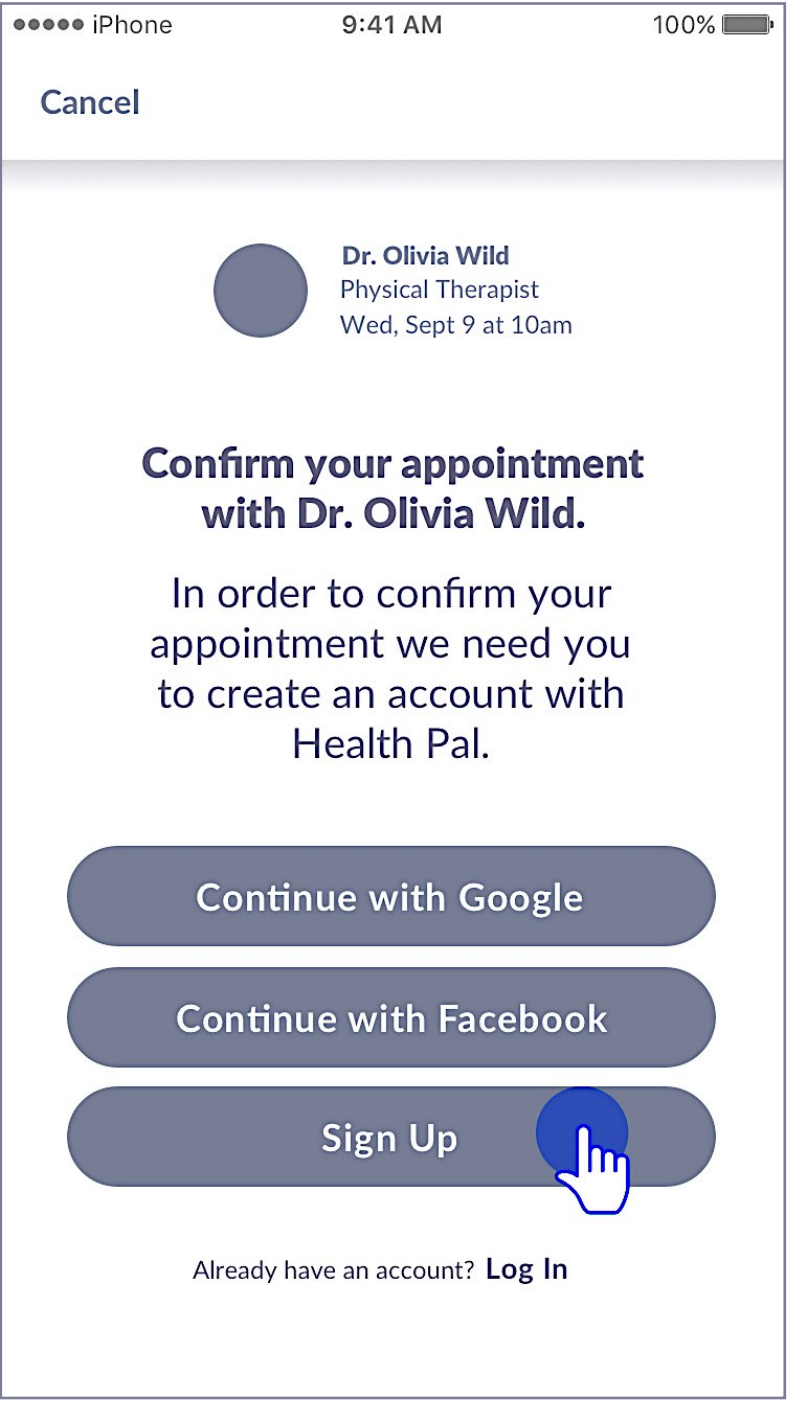 iPhone 9:41 AM 100%
Cancel
Dr. Olivia Wild
Physical Therapist
Wed, Sept 9 at 10am
Confirm your appointment
with Dr. Olivia Wild.
In order to confirm your
appointment we need you
to create an account with
Health Pal.
Continue with Google
Continue with Facebook
Sign Up
Already have an account? Log In